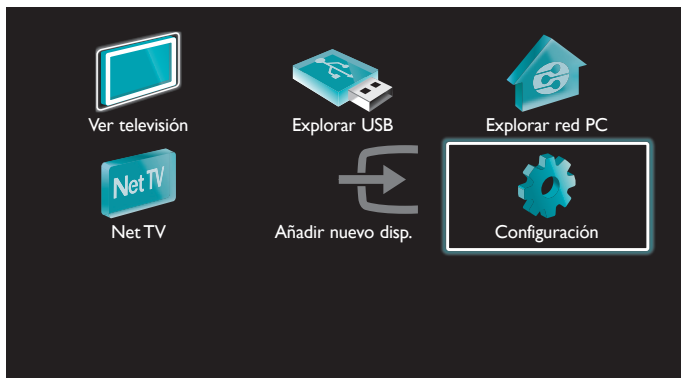 Ver televisión
Explorar USB
Explorar red PC
Net TV
Net TV
Añadir nuevo disp.
Configuración